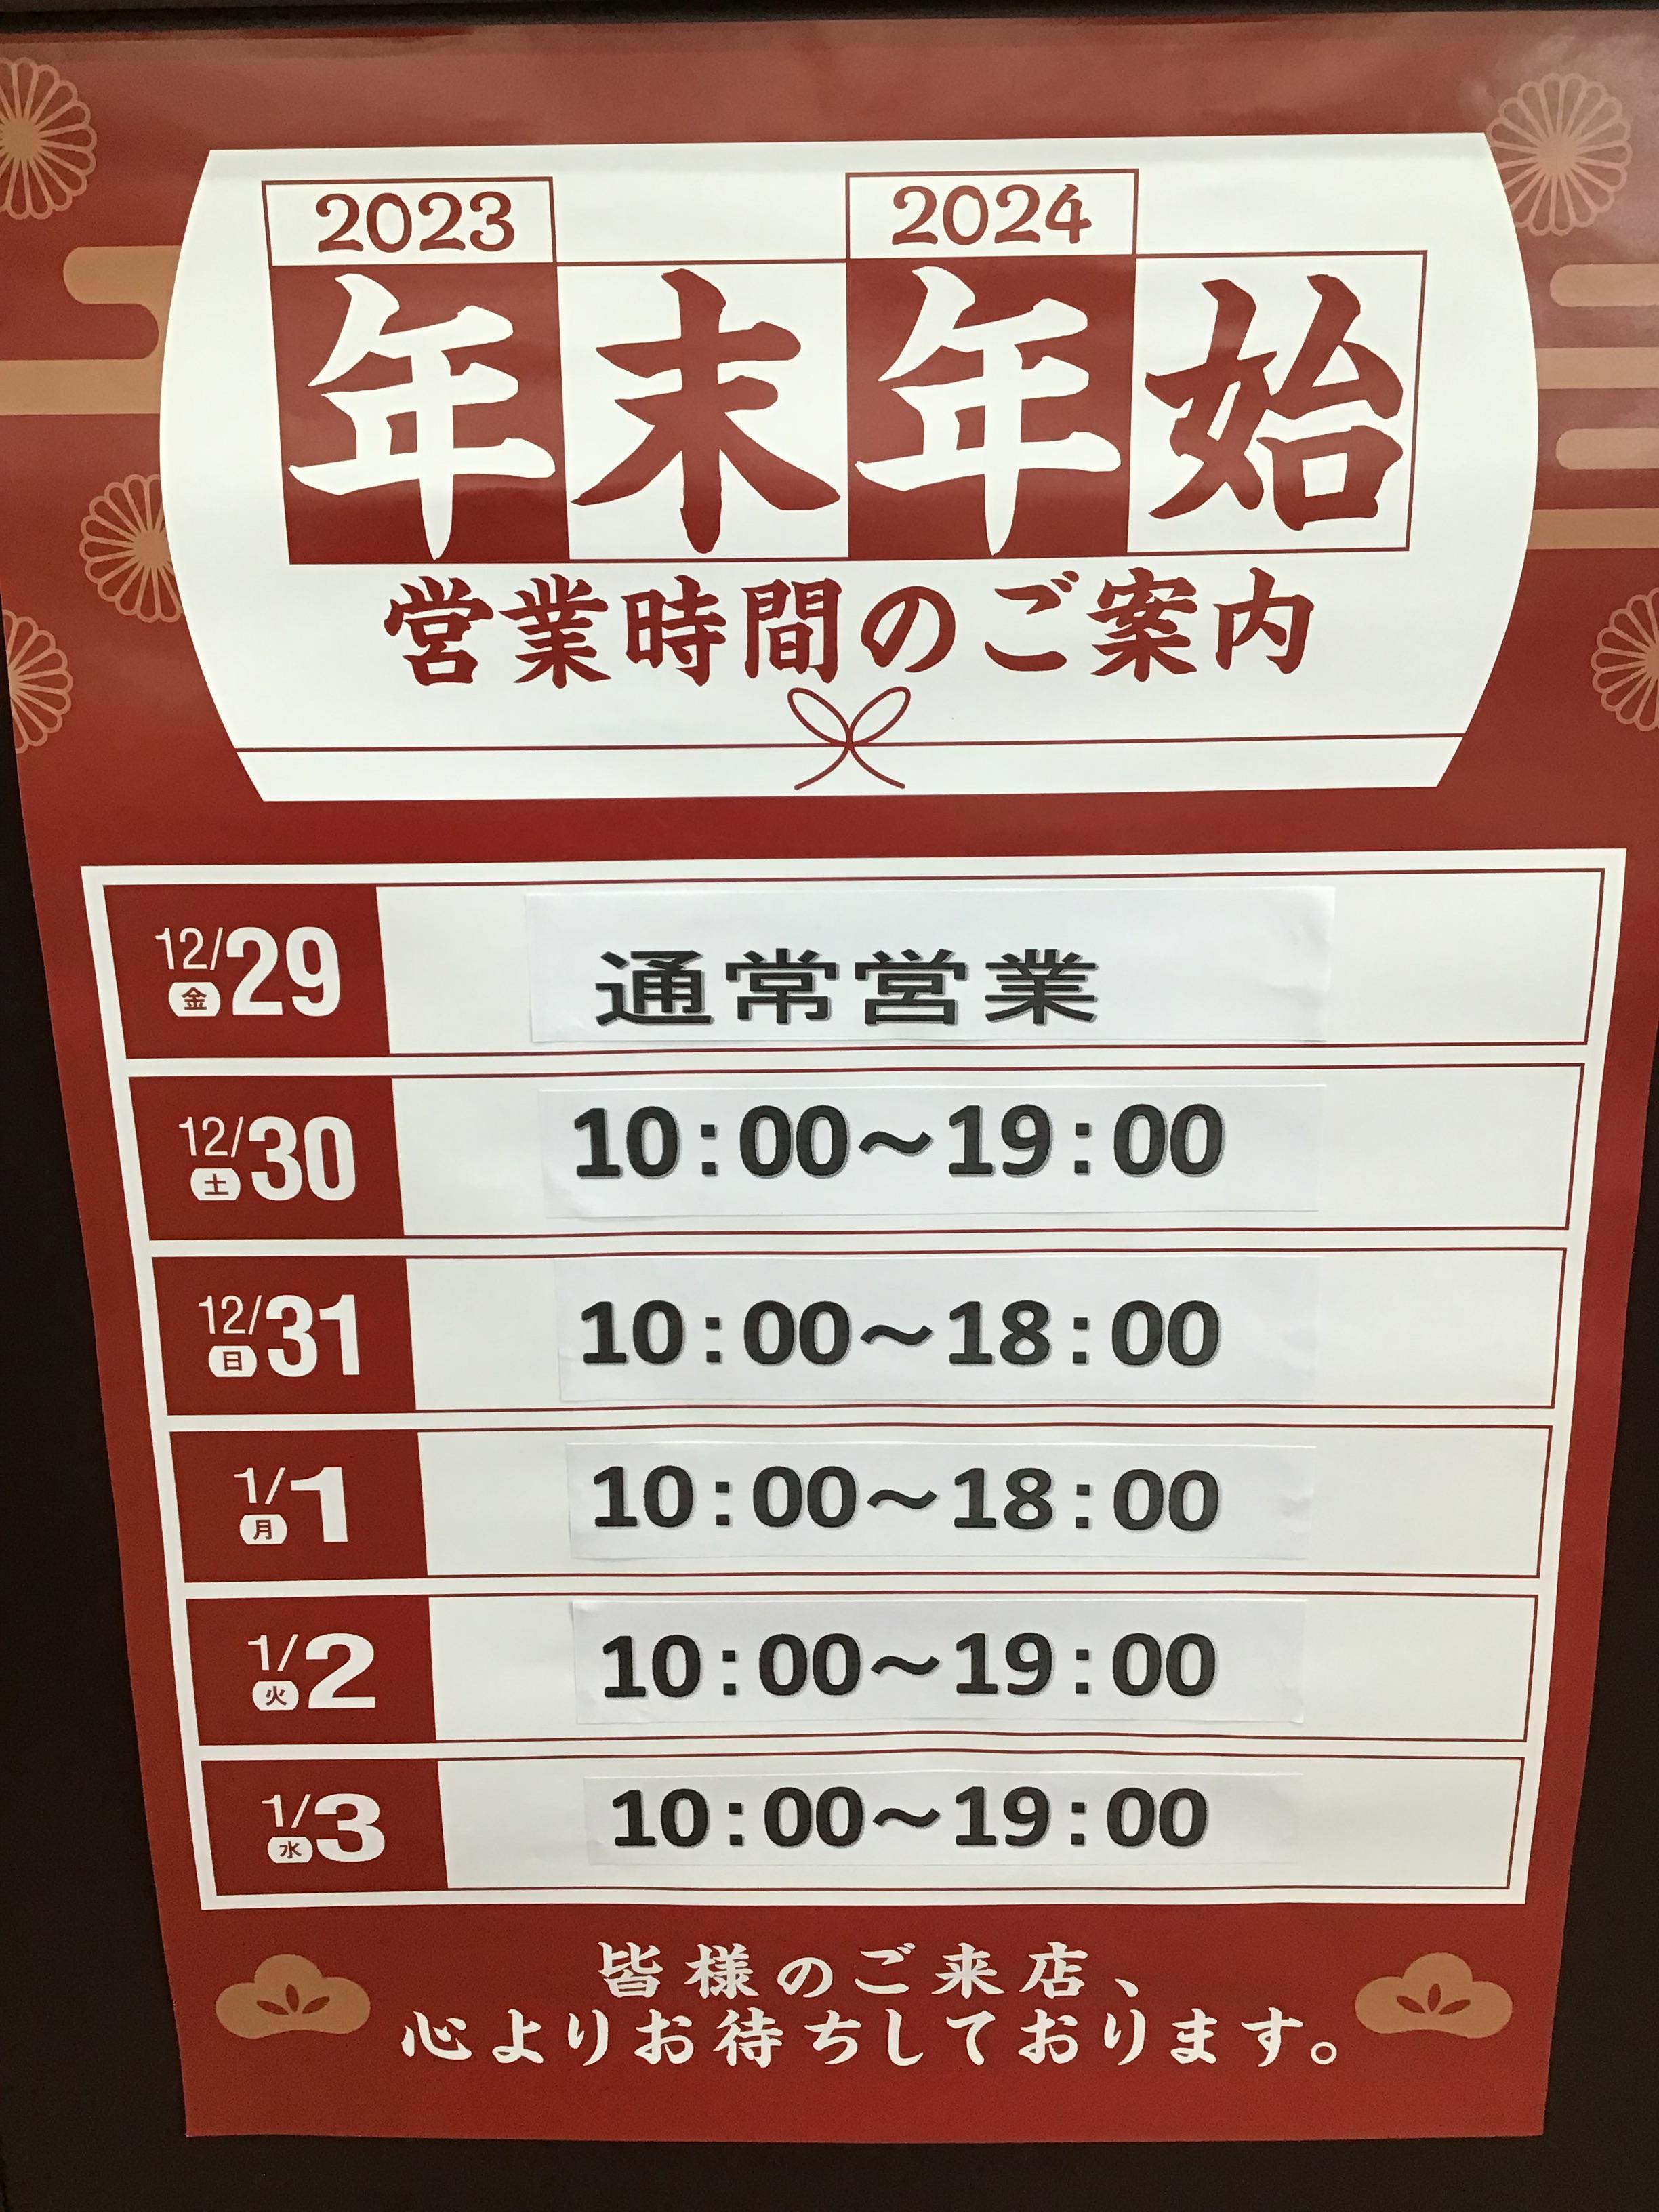 2023 2024
年末年始
営業時間のご案内
12/29 金 通常営業
12/30 土 10:00～19:00
12/31 日 10:00～18:00
1/1 月 10:00～18:00
1/2 火 10:00～19:00
1/3 水 10:00～19:00
皆様のご来店、
心よりお待ちしております。